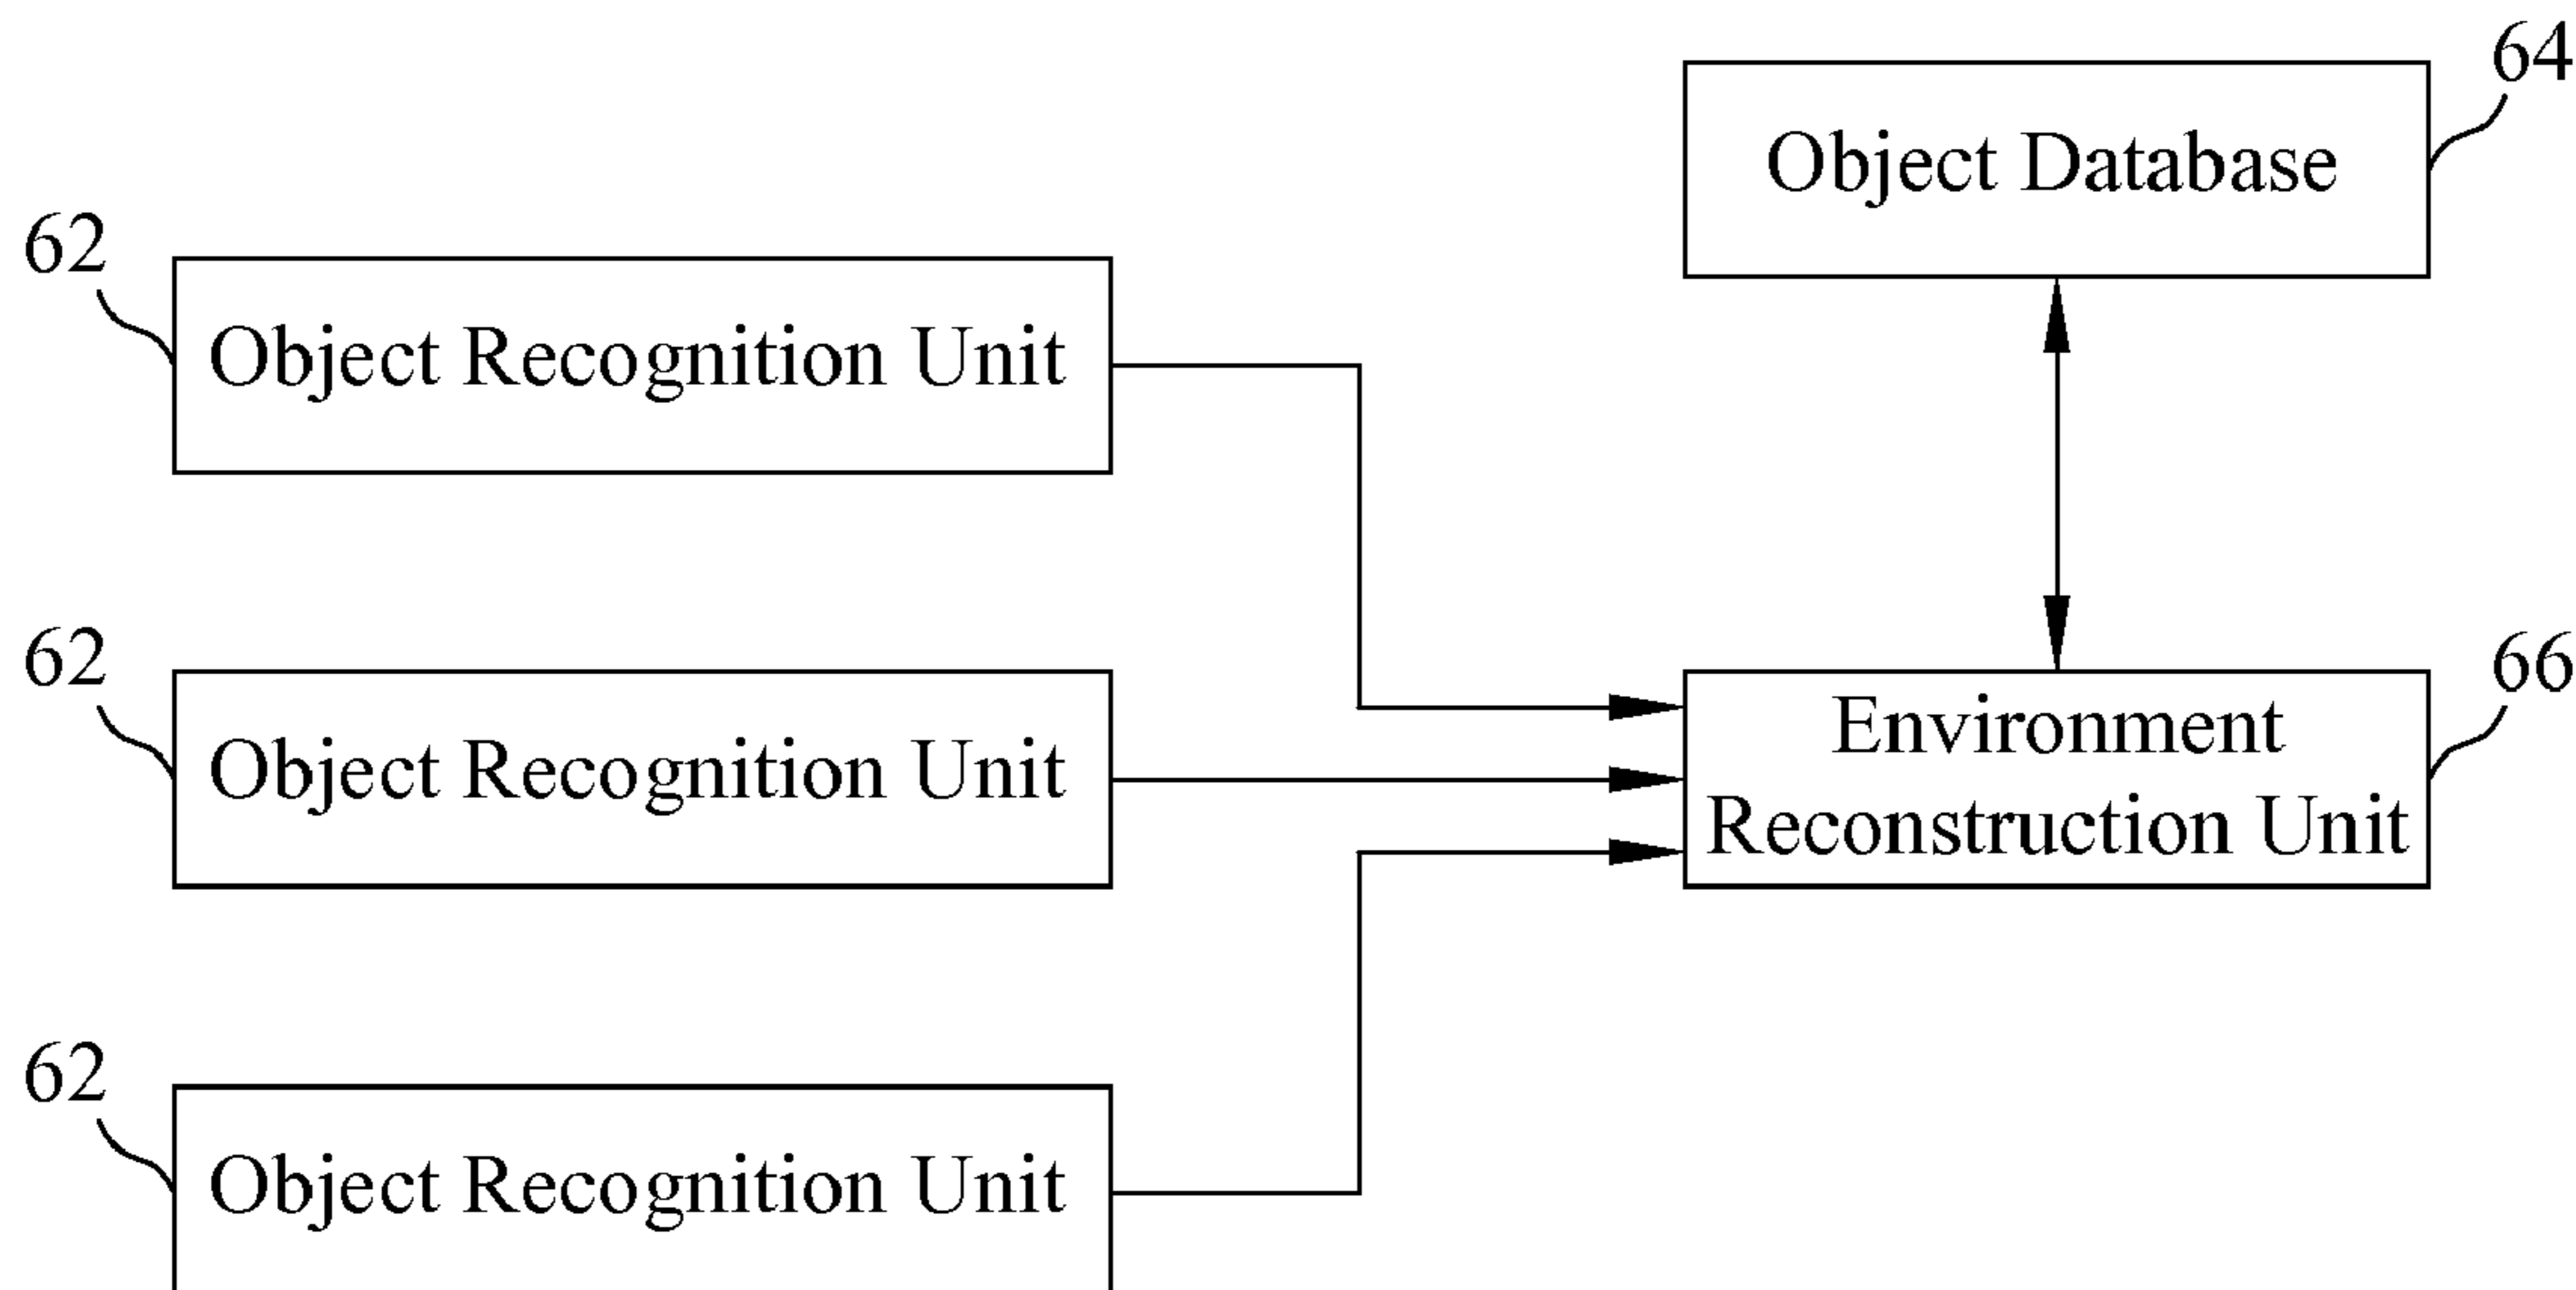 64
Object Database
62
Object Recognition Unit
62
Object Recognition Unit
66
Environment
Reconstruction Unit
62
Object Recognition Unit